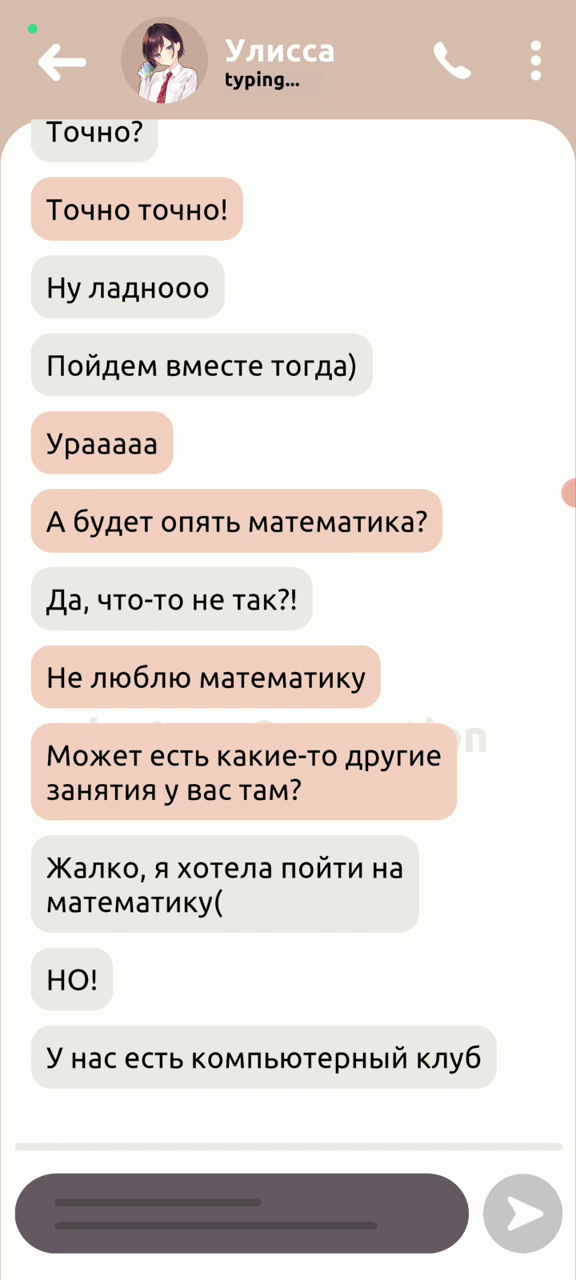 Улисса
typing...
Точно?
Точно точно!
Ну ладнооо
Пойдем вместе тогда)
Урааааа
А будет опять математика?
Да, что-то не так?!
Не люблю математику
Может есть какие-то другие
занятия у вас там?
Жалко, я хотела пойти на
математику(
НО!
У нас есть компьютерный клуб